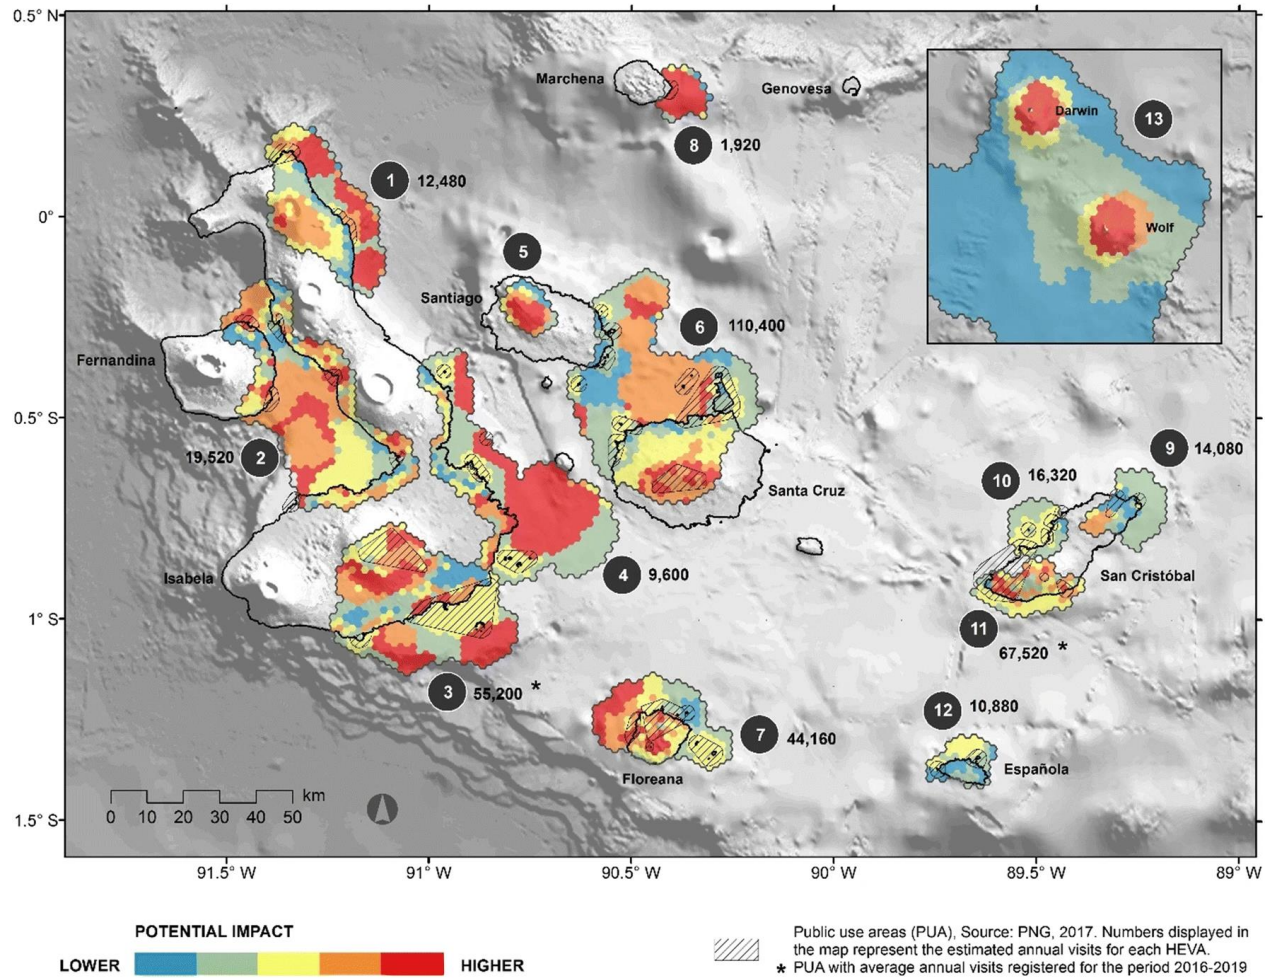 0.5° N
Marchena
Genovesa
8 1,920
13
Darwin
Wolf
1 12,480
0°
5
Santiago
6 110,400
Fernandina
0.5° S
19,520 2
9 14,080
10 16,320
Santa Cruz
Isabela
4 9,600
San Cristóbal
1° S
11
67,520 *
3 55,200 *
12 10,880
7 44,160
Floreana
Española
km
0 10 20 30 40 50
1.5° S
91.5° W 91° W 90.5° W 90° W 89.5° W 89° W
POTENTIAL IMPACT
LOWER HIGHER
Public use areas (PUA), Source: PNG, 2017. Numbers displayed in
the map represent the estimated annual visits for each HEVA.
* PUA with average annual visits registered for the period 2016-2019